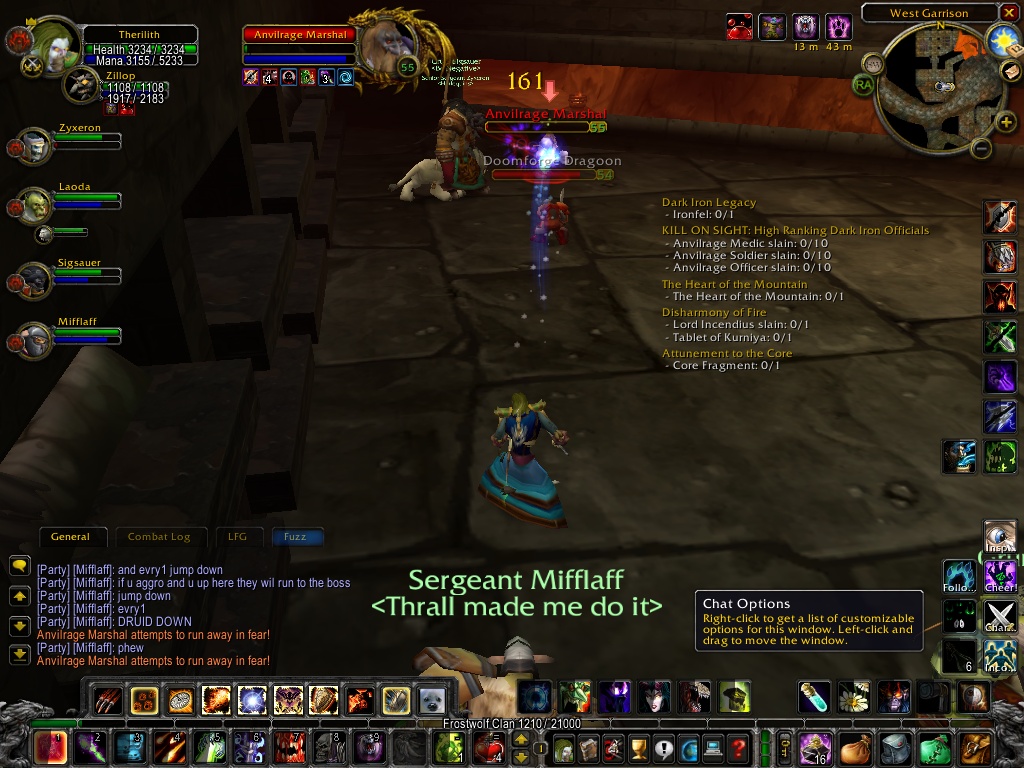 Therilith
Health 3234 / 3234
Mana 3155 / 5233
Zillop
1108 / 1108
1917 / 2183
Anvilrage Marshal
55
Zyxeron
Laoda
Sigsauer
Mifflaff
161
Anvilrage Marshal
55
Doomforge Dragoon
54
13 m
43 m
West Garrison
N
RA
Dark Iron Legacy
- Ironfel: 0/1
KILL ON SIGHT: High Ranking Dark Iron Officials
- Anvilrage Medic slain: 0/10
- Anvilrage Soldier slain: 0/10
- Anvilrage Officer slain: 0/10
The Heart of the Mountain
- The Heart of the Mountain: 0/1
Disharmony of Fire
- Lord Incendius slain: 0/1
- Tablet of Kurniya: 0/1
Attunement to the Core
- Core Fragment: 0/1
General
Combat Log
LFG
Fuzz
[Party] [Mifflaff]: and evry1 jump down
[Party] [Mifflaff]: if u aggro and u up here they wil run to the boss
[Party] [Mifflaff]: jump down
[Party] [Mifflaff]: evry1
[Party] [Mifflaff]: DRUID DOWN
Anvilrage Marshal attempts to run away in fear!
[Party] [Mifflaff]: phew
Anvilrage Marshal attempts to run away in fear!
Sergeant Mifflaff
<Thrall made me do it>
Chat Options
Right-click to get a list of customizable
options for this window. Left-click and
drag to move the window.
Insp...
Follo...
Cheer!
Char...
6
Inco...
Frostwolf Clan 1210 / 21000
1
16